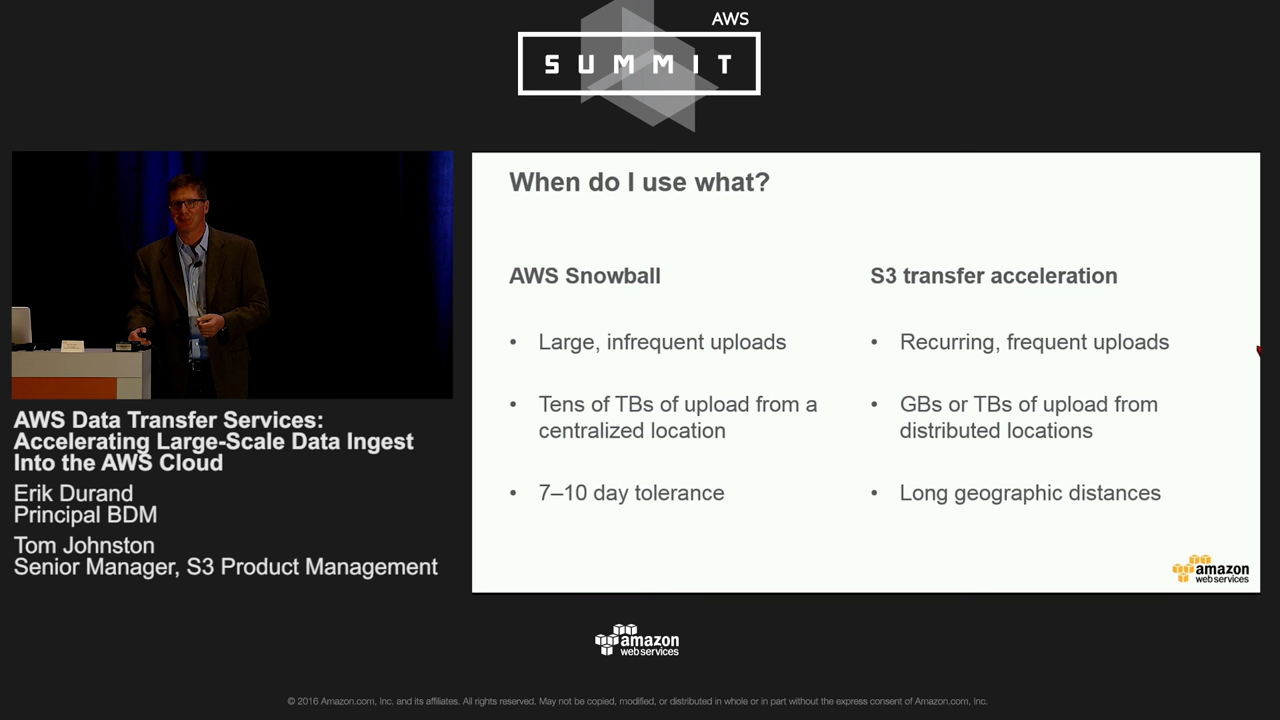 AWS
SUMMIT
When do I use what?
AWS Snowball
• Large, infrequent uploads
• Tens of TBs of upload from a
centralized location
• 7–10 day tolerance
S3 transfer acceleration
• Recurring, frequent uploads
• GBs or TBs of upload from
distributed locations
• Long geographic distances
amazon
web services
AWS Data Transfer Services:
Accelerating Large-Scale Data Ingest
Into the AWS Cloud
Erik Durand
Principal BDM
Tom Johnston
Senior Manager, S3 Product Management
amazon
web services
© 2016 Amazon.com, Inc. and its affiliates. All rights reserved. May not be copied, modified, or distributed in whole or in part without the express consent of Amazon.com, Inc.